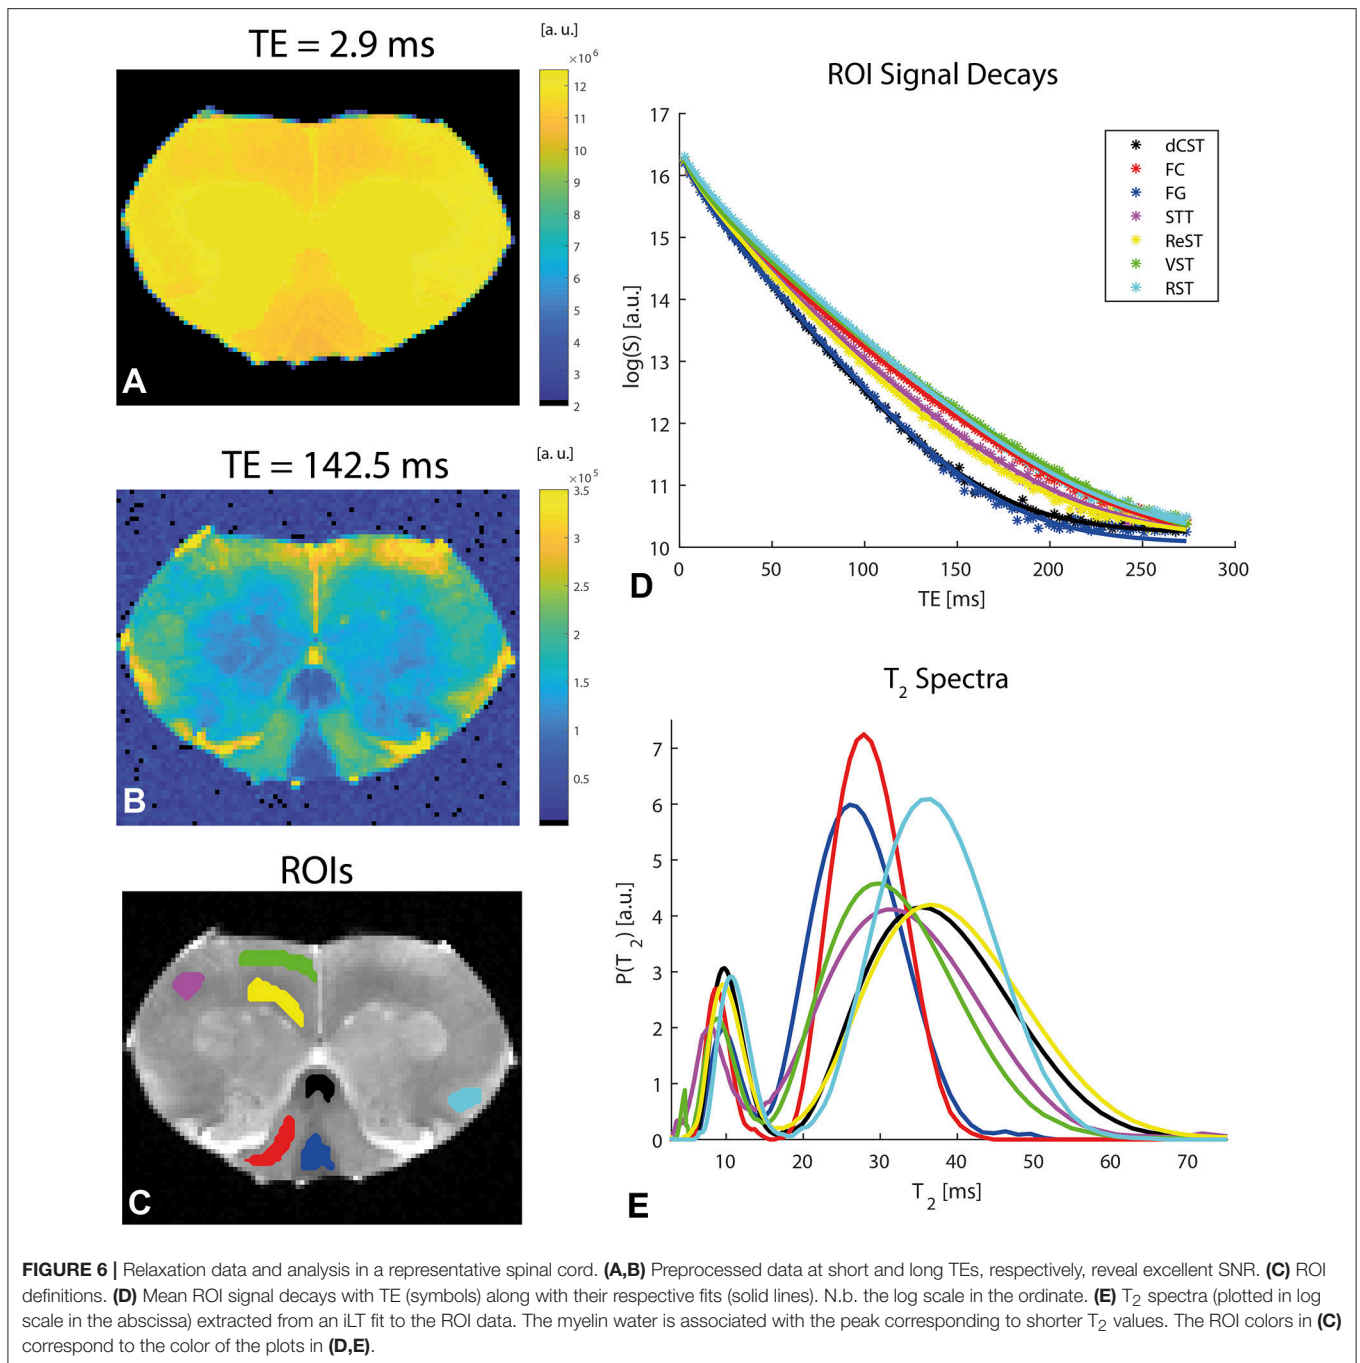 TE = 2.9 ms
[a. u.]
×10⁶
12
11
10
9
8
7
6
5
4
3
2
A
TE = 142.5 ms
[a. u.]
×10⁵
3.5
3
2.5
2
1.5
1
0.5
B
ROIs
C
ROI Signal Decays
17
16
15
14
13
12
11
10
log(S) [a.u.]
0
50
100
150
200
250
300
TE [ms]
dCST
FC
FG
STT
ReST
VST
RST
D
T₂ Spectra
7
6
5
4
3
2
1
0
P(T₂) [a.u.]
10
20
30
40
50
60
70
T₂ [ms]
E
FIGURE 6 | Relaxation data and analysis in a representative spinal cord. (A,B) Preprocessed data at short and long TEs, respectively, reveal excellent SNR. (C) ROI
definitions. (D) Mean ROI signal decays with TE (symbols) along with their respective fits (solid lines). N.b. the log scale in the ordinate. (E) T₂ spectra (plotted in log
scale in the abscissa) extracted from an iLT fit to the ROI data. The myelin water is associated with the peak corresponding to shorter T₂ values. The ROI colors in (C)
correspond to the color of the plots in (D,E).